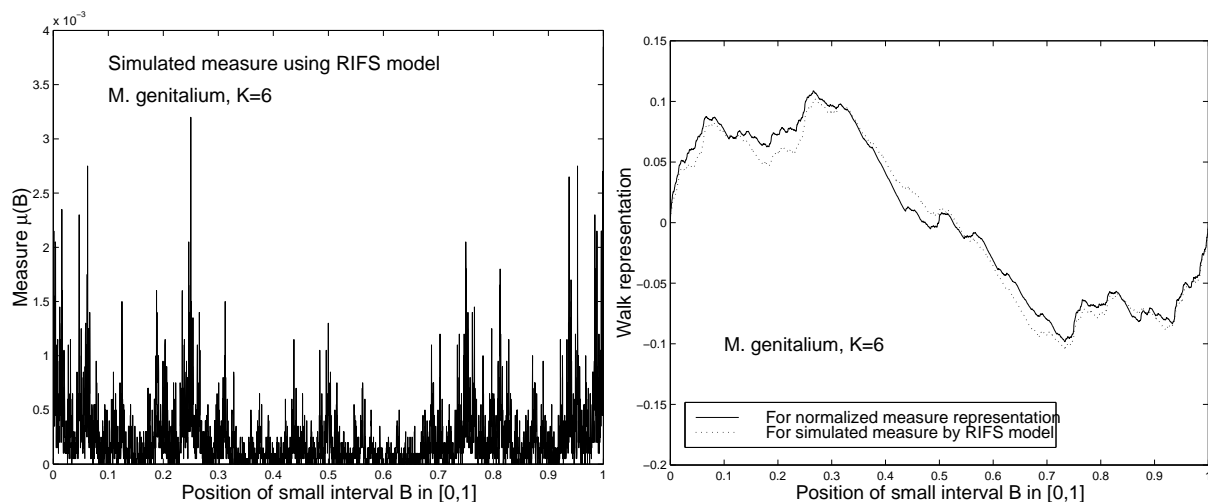 x 10⁻³
4
3.5
3
2.5
2
1.5
1
0.5
0
Measure μ(B)
Simulated measure using RIFS model
M. genitalium, K=6
0 0.1 0.2 0.3 0.4 0.5 0.6 0.7 0.8 0.9 1
Position of small interval B in [0,1]
0.15
0.1
0.05
0
−0.05
−0.1
−0.15
−0.2
Walk representation
M. genitalium, K=6
For normalized measure representation
For simulated measure by RIFS model
0 0.1 0.2 0.3 0.4 0.5 0.6 0.7 0.8 0.9 1
Position of small interval B in [0,1]